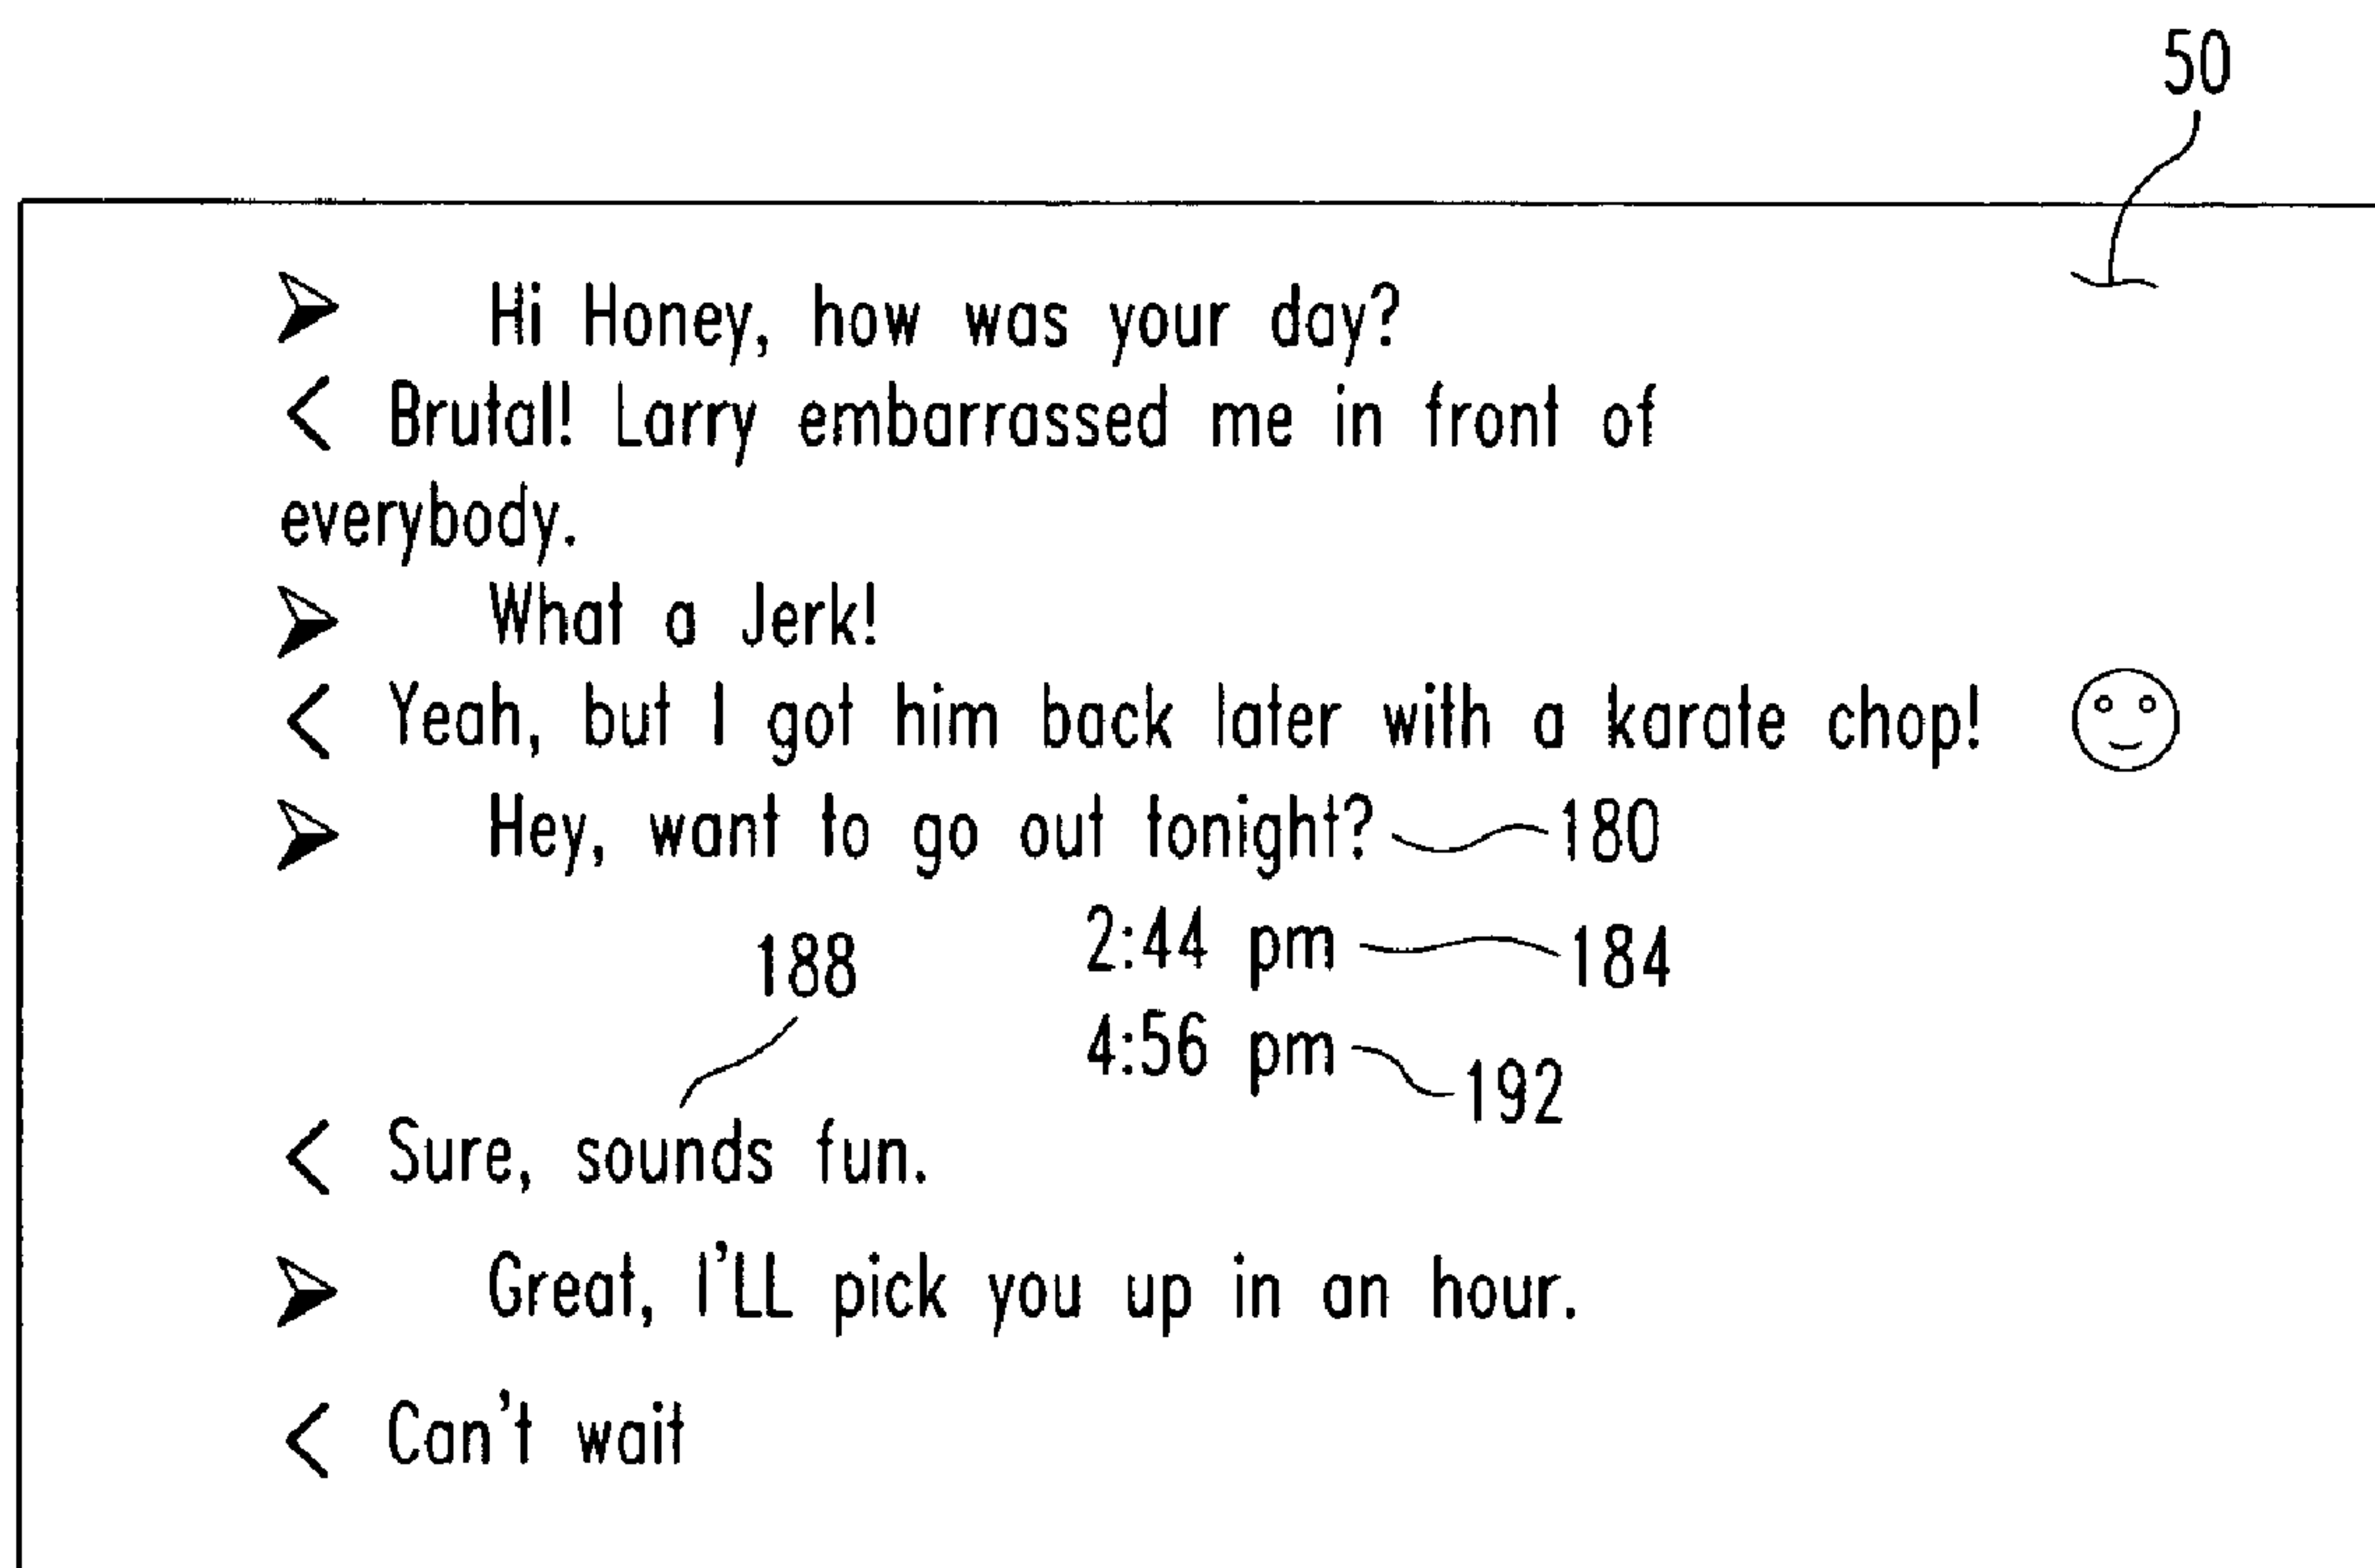 50
➢ Hi Honey, how was your day?
< Brutal! Larry embarrassed me in front of
everybody.
➢ What a Jerk!
< Yeah, but I got him back later with a karate chop!
➢ Hey, want to go out tonight? 180
188
2:44 pm 184
4:56 pm 192
< Sure, sounds fun.
➢ Great, I'LL pick you up in an hour.
< Can't wait